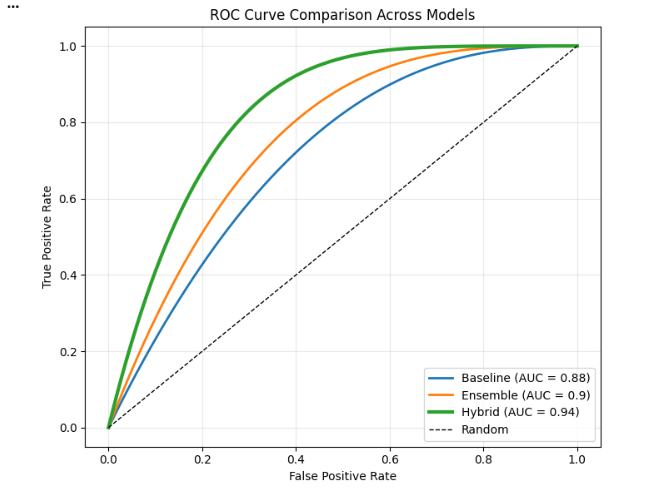 ...
ROC Curve Comparison Across Models
True Positive Rate
1.0
0.8
0.6
0.4
0.2
0.0
Baseline (AUC = 0.88)
Ensemble (AUC = 0.9)
Hybrid (AUC = 0.94)
Random
0.0 0.2 0.4 0.6 0.8 1.0
False Positive Rate